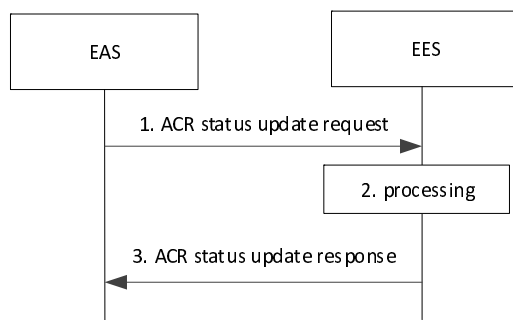 EAS
EES
1. ACR status update request
2. processing
3. ACR status update response